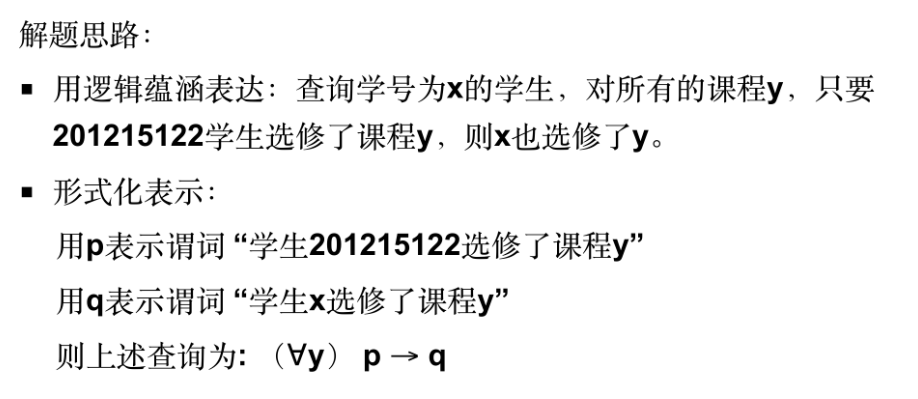 解题思路：
▪ 用逻辑蕴涵表达：查询学号为x的学生，对所有的课程y，只要
201215122学生选修了课程y，则x也选修了y。
▪ 形式化表示：
用p表示谓词 “学生201215122选修了课程y”
用q表示谓词 “学生x选修了课程y”
则上述查询为: （∀y） p → q